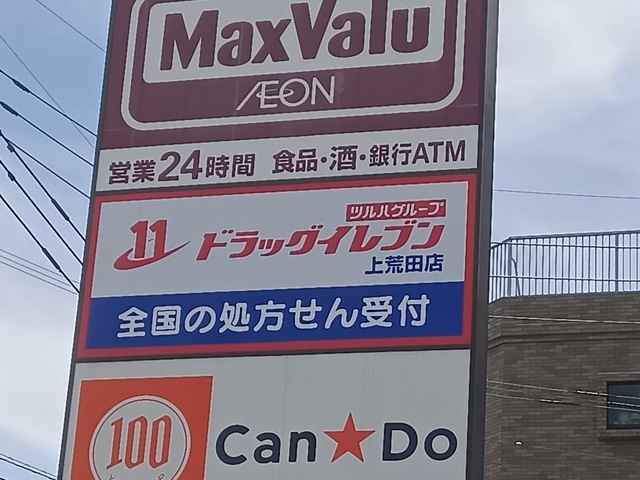 MaxValu
ÆON
営業24時間 食品・酒・銀行ATM
ツルハグループ
11 ドラッグイレブン
上荒田店
全国の処方せん受付
100
Can★Do